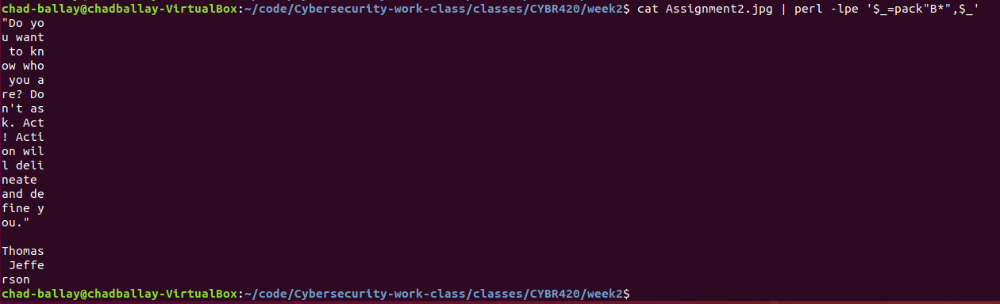 chad-ballay@chadballay-VirtualBox:~/code/Cybersecurity-work-class/classes/CYBR420/week2$ cat Assignment2.jpg | perl -lpe '$_=pack"B*",$_'
"Do yo
u want
 to kn
ow who
 you a
re? Do
n't as
k. Act
! Acti
on wil
l deli
neate
and de
fine y
ou."

Thomas
 Jeffe
rson
chad-ballay@chadballay-VirtualBox:~/code/Cybersecurity-work-class/classes/CYBR420/week2$